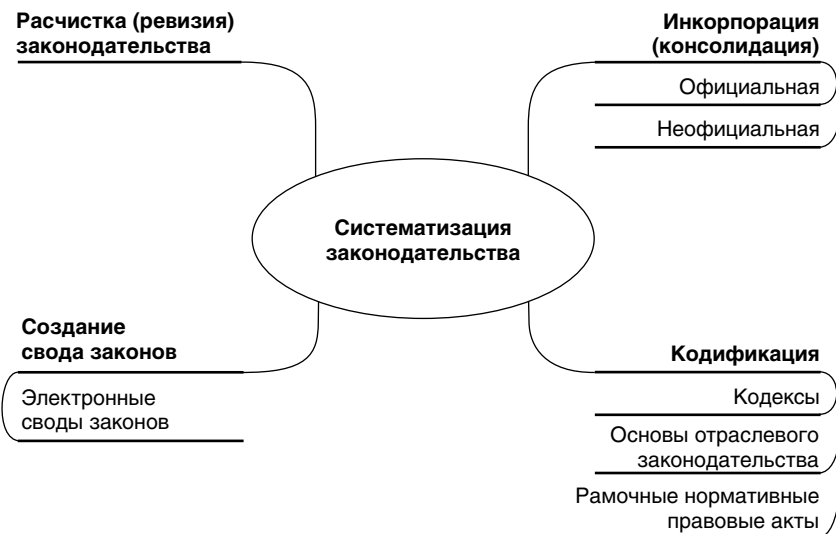 Расчистка (ревизия)
законодательства
Инкорпорация
(консолидация)
Официальная
Неофициальная
Систематизация
законодательства
Создание
свода законов
Электронные
своды законов
Кодификация
Кодексы
Основы отраслевого
законодательства
Рамочные нормативные
правовые акты